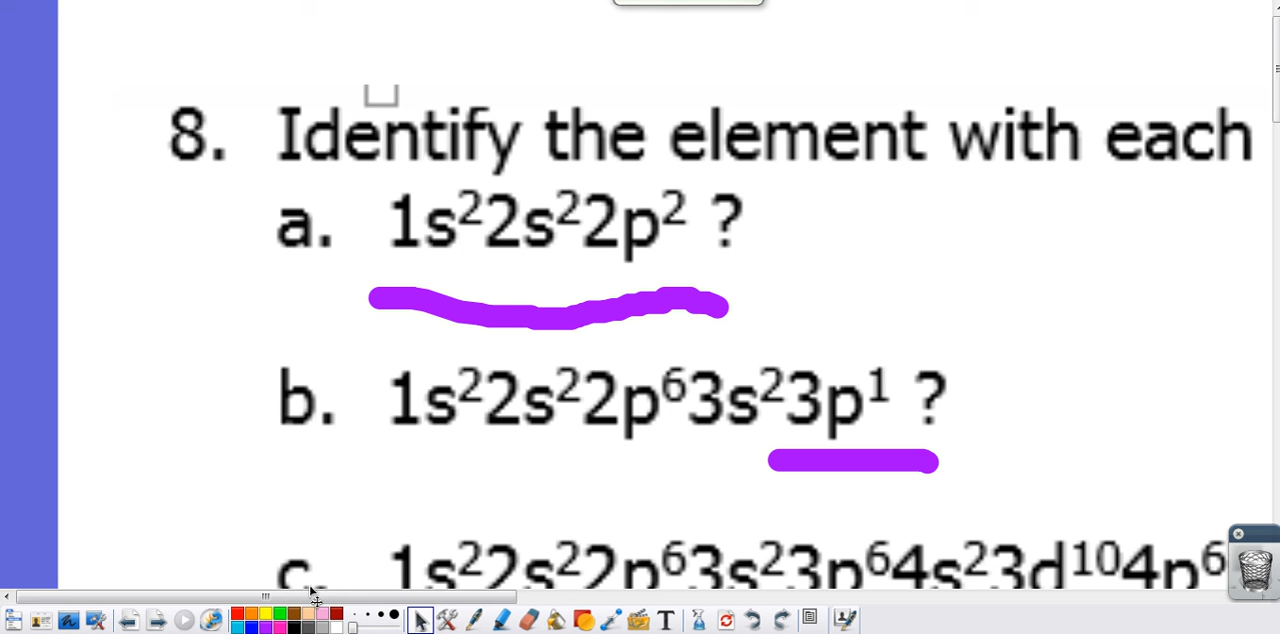 8. Identify the element with each
a. 1s²2s²2p² ?
b. 1s²2s²2p⁶3s²3p¹ ?
c. 1s²2s²2p⁶3s²3p⁶4s²3d¹⁰4p⁶